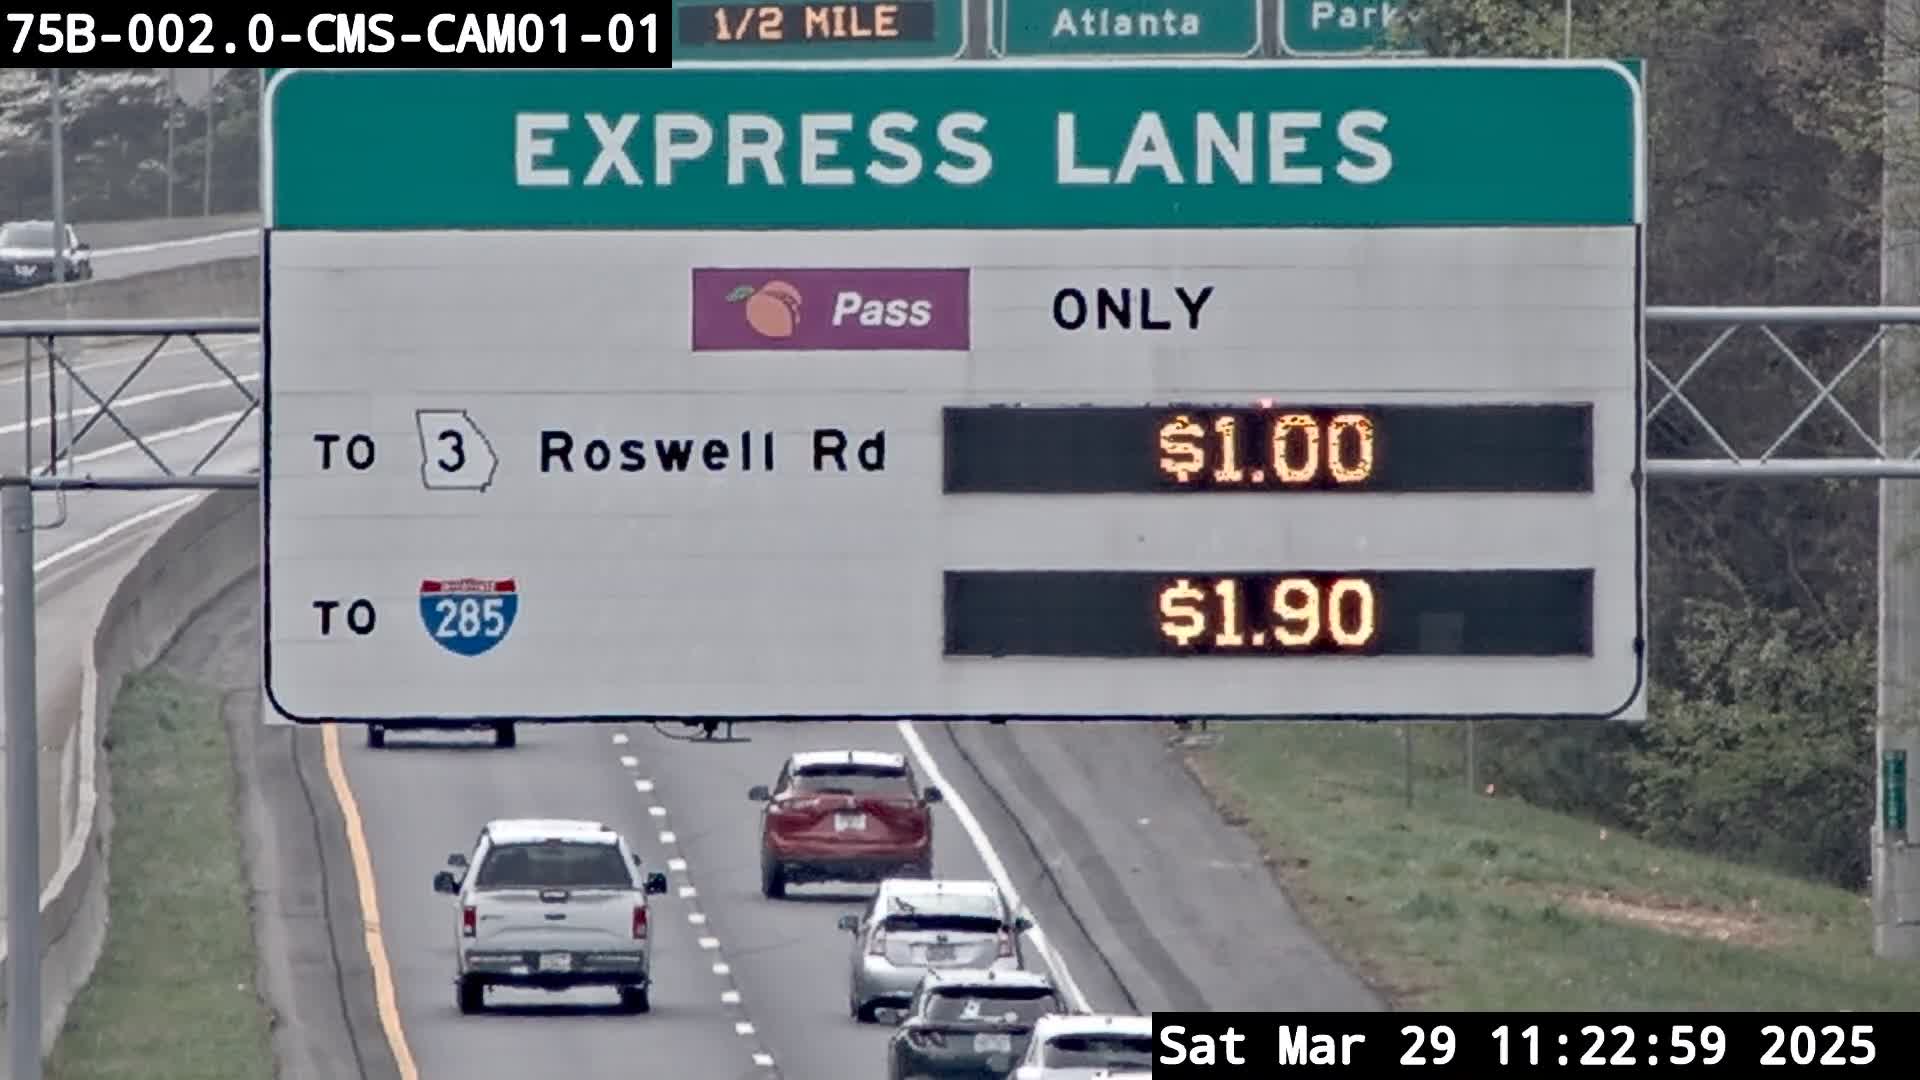 75B-002.0-CMS-CAM01-01
1/2 MILE
Atlanta
EXPRESS LANES
Pass ONLY
TO 3 Roswell Rd $1.00
TO INTERSTATE 285 $1.90
Sat Mar 29 11:22:59 2025